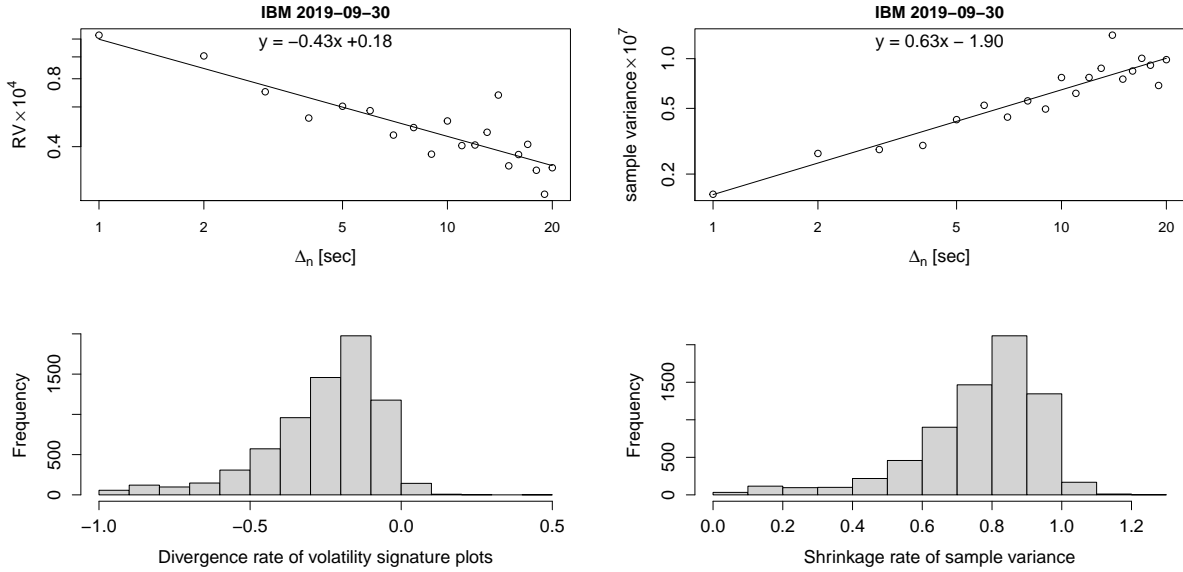 IBM 2019−09−30
y = −0.43x +0.18
RV × 10⁴
0.8
0.4
1 2 5 10 20
Δn [sec]
IBM 2019−09−30
y = 0.63x − 1.90
sample variance × 10⁷
1.0
0.5
0.2
1 2 5 10 20
Δn [sec]
Frequency
1500
500
0
−1.0 −0.5 0.0 0.5
Divergence rate of volatility signature plots
Frequency
1500
500
0
0.0 0.2 0.4 0.6 0.8 1.0 1.2
Shrinkage rate of sample variance